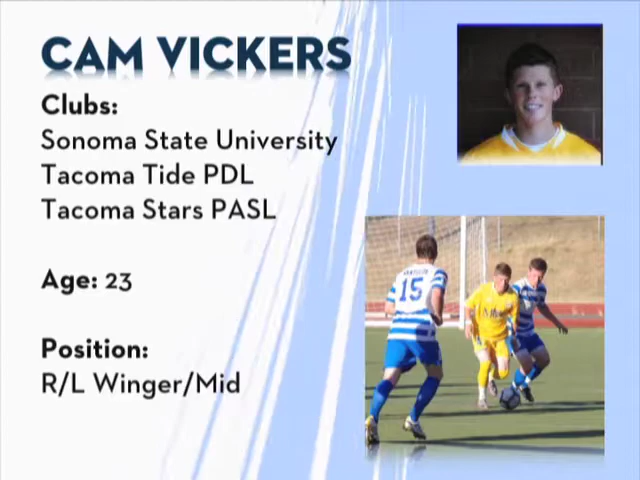 CAM VICKERS
Clubs:
Sonoma State University
Tacoma Tide PDL
Tacoma Stars PASL
Age: 23
Position:
R/L Winger/Mid
15